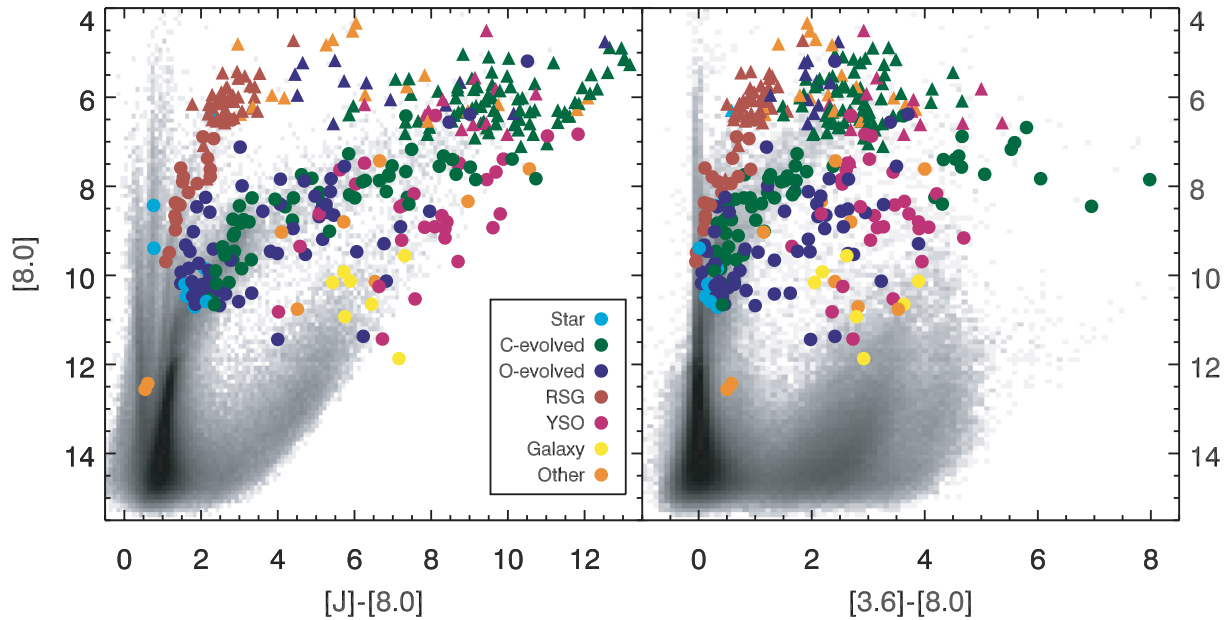 4 4
6 6
8 8
10 10
12 12
14 14
[8.0]
Star
C-evolved
O-evolved
RSG
YSO
Galaxy
Other
0 2 4 6 8 10 12 0 2 4 6 8
[J]-[8.0] [3.6]-[8.0]